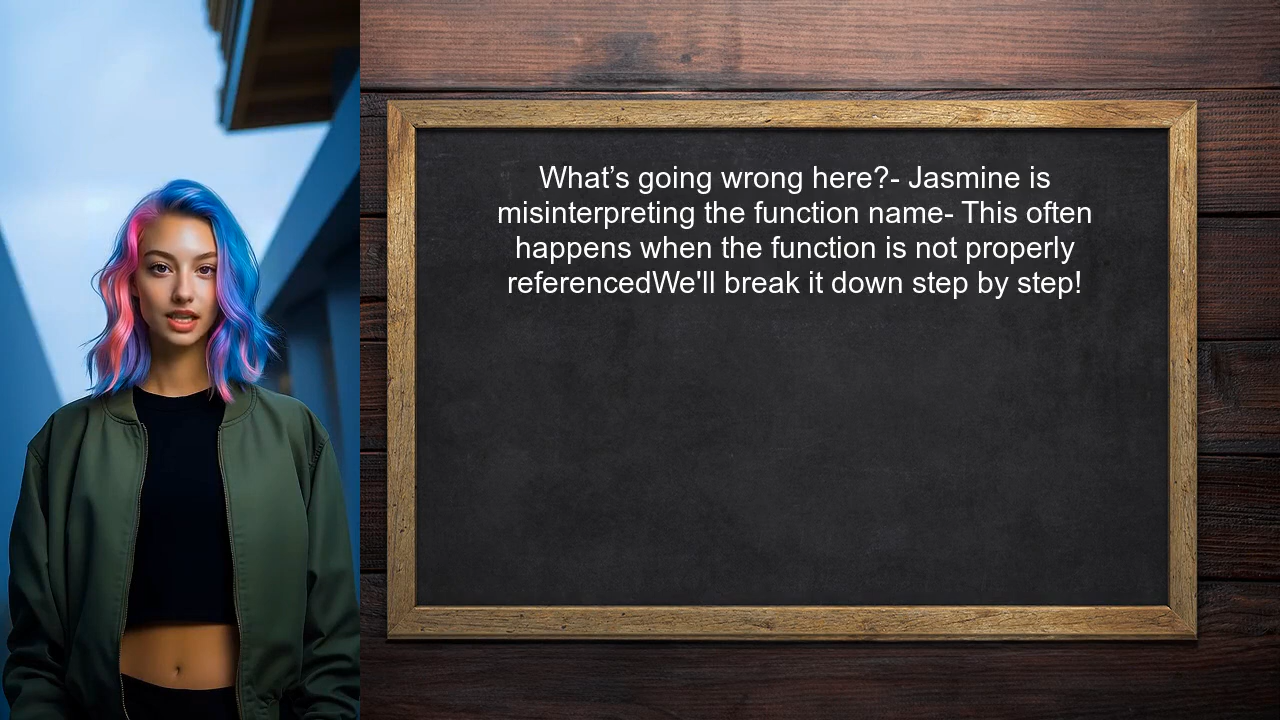 What’s going wrong here?- Jasmine is
misinterpreting the function name- This often
happens when the function is not properly
referencedWe'll break it down step by step!